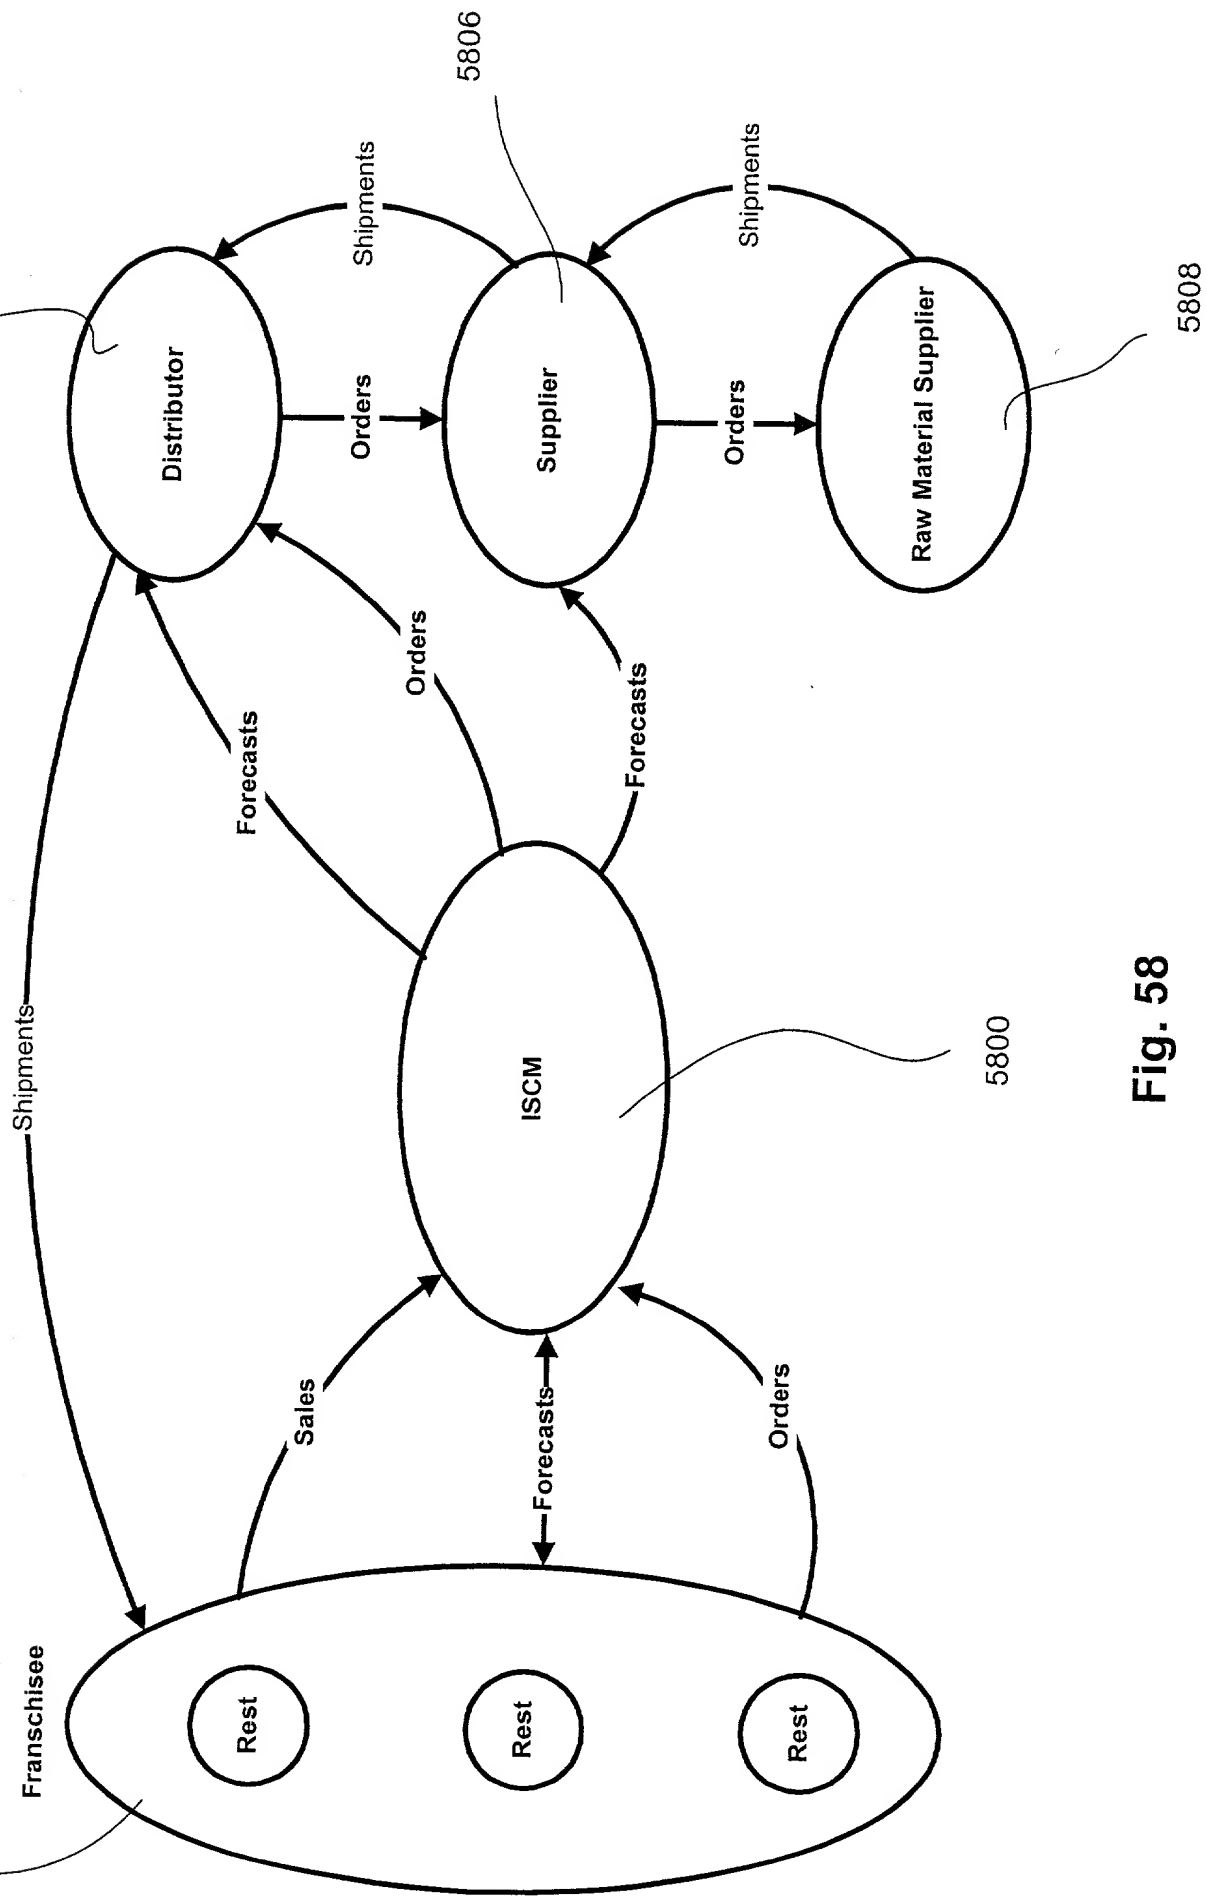 Shipments
Franschisee
Distributor
Forecasts
Sales
Orders
Shipments
5806
Orders
Rest
Rest
Rest
Forecasts
ISCM
Supplier
Forecasts
Orders
Orders
Shipments
Raw Material Supplier
5800
5808
Fig. 58